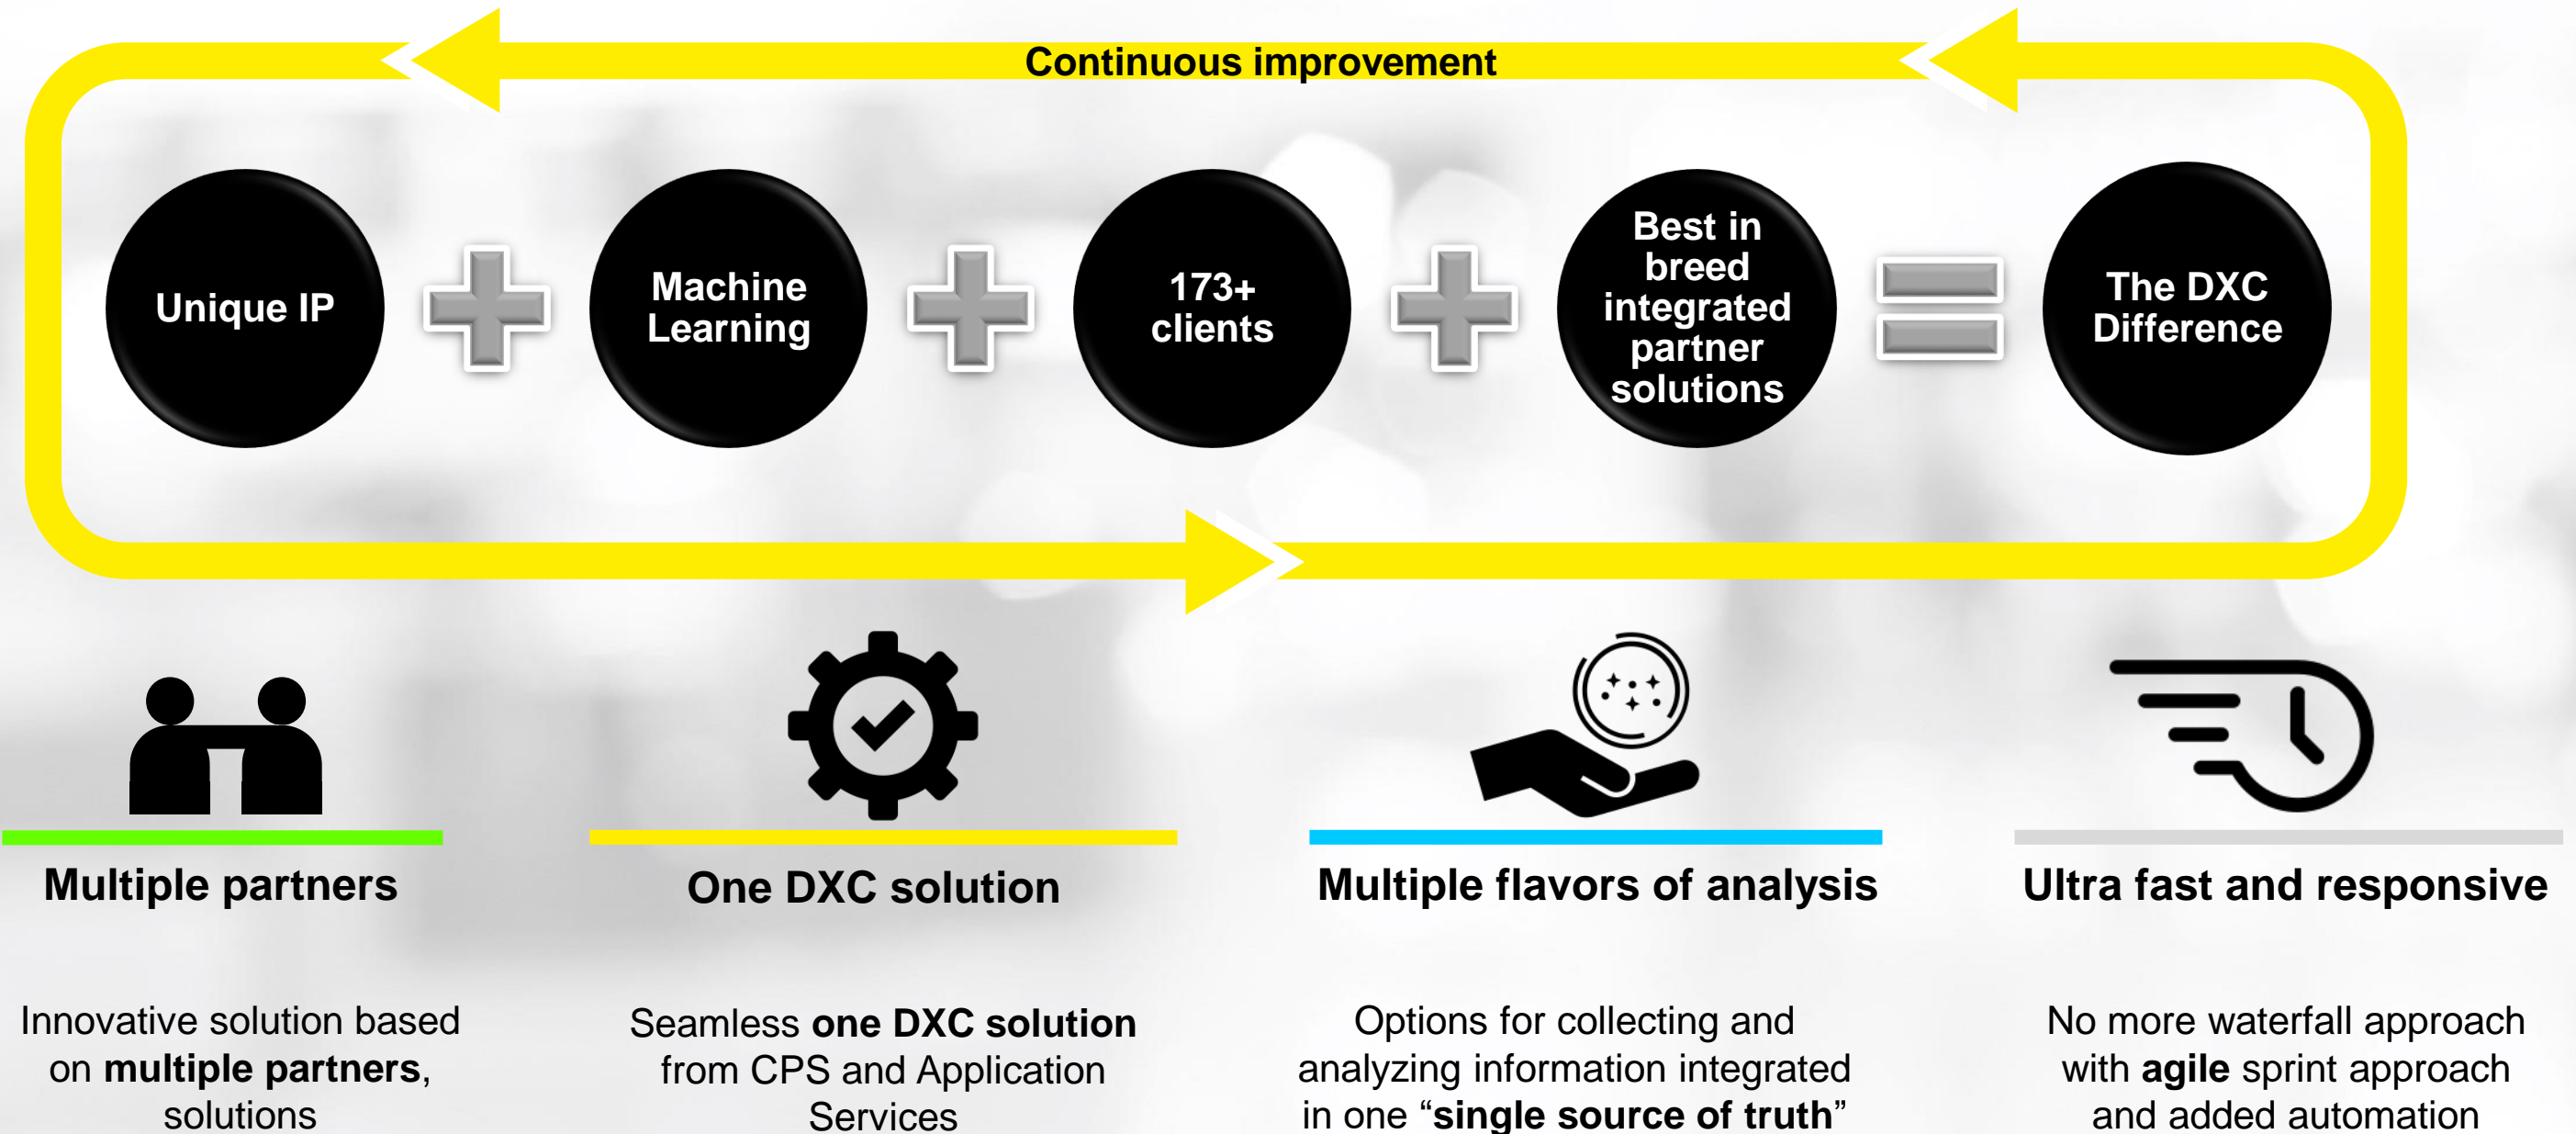 Continuous improvement
Unique IP
Machine
Learning
173+
clients
Best in
breed
integrated
partner
solutions
The DXC
Difference
Multiple partners
One DXC solution
Multiple flavors of analysis
Ultra fast and responsive
Innovative solution based
on multiple partners,
solutions
Seamless one DXC solution
from CPS and Application
Services
Options for collecting and
analyzing information integrated
in one “single source of truth”
No more waterfall approach
with agile sprint approach
and added automation